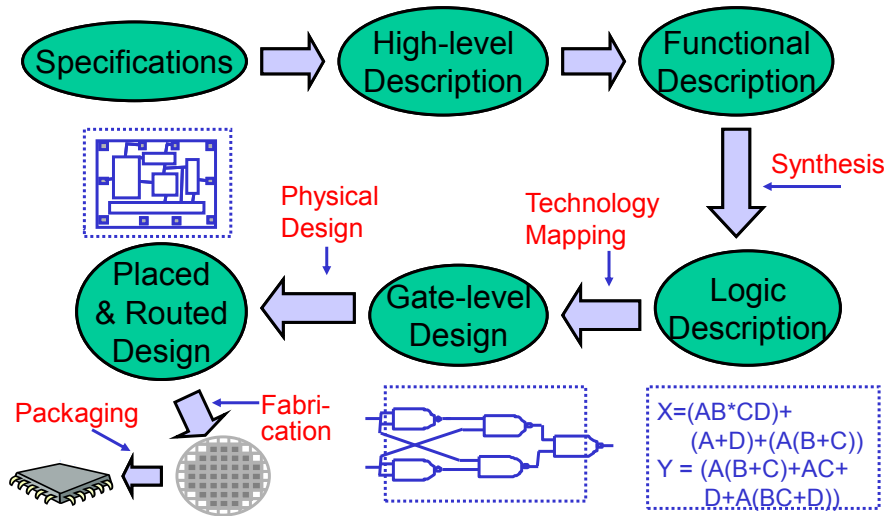 Specifications
High-level
Description
Functional
Description
Synthesis
Physical
Design
Technology
Mapping
Placed
& Routed
Design
Gate-level
Design
Logic
Description
Packaging
Fabri-
cation
X=(AB*CD)+
(A+D)+(A(B+C))
Y = (A(B+C)+AC+
D+A(BC+D))